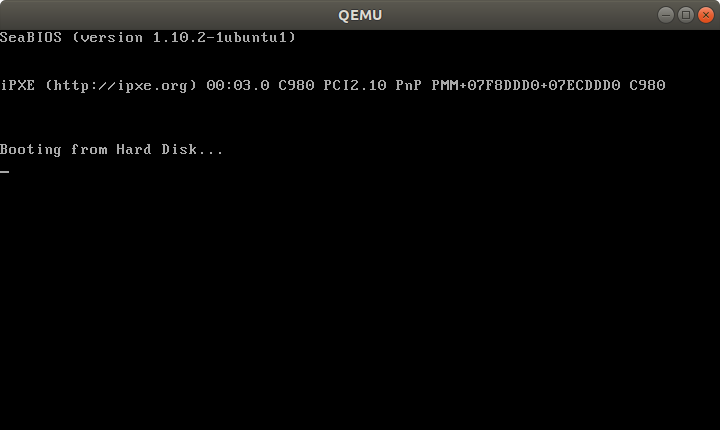 QEMU
SeaBIOS (version 1.10.2-1ubuntu1)
iPXE (http://ipxe.org) 00:03.0 C980 PCI2.10 PnP PMM+07F8DDD0+07ECDDD0 C980
Booting from Hard Disk...